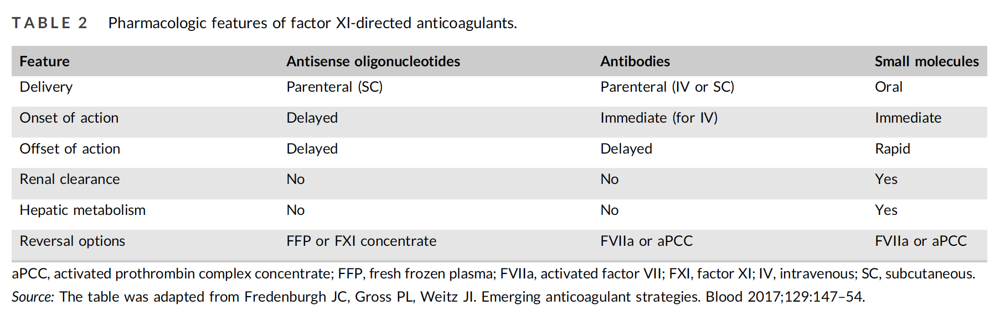 TABLE 2 Pharmacologic features of factor XI-directed anticoagulants.
Feature Antisense oligonucleotides Antibodies Small molecules
Delivery Parenteral (SC) Parenteral (IV or SC) Oral
Onset of action Delayed Immediate (for IV) Immediate
Offset of action Delayed Delayed Rapid
Renal clearance No No Yes
Hepatic metabolism No No Yes
Reversal options FFP or FXI concentrate FVIIa or aPCC FVIIa or aPCC
aPCC, activated prothrombin complex concentrate; FFP, fresh frozen plasma; FVIIa, activated factor VII; FXI, factor XI; IV, intravenous; SC, subcutaneous.
Source: The table was adapted from Fredenburgh JC, Gross PL, Weitz JI. Emerging anticoagulant strategies. Blood 2017;129:147–54.